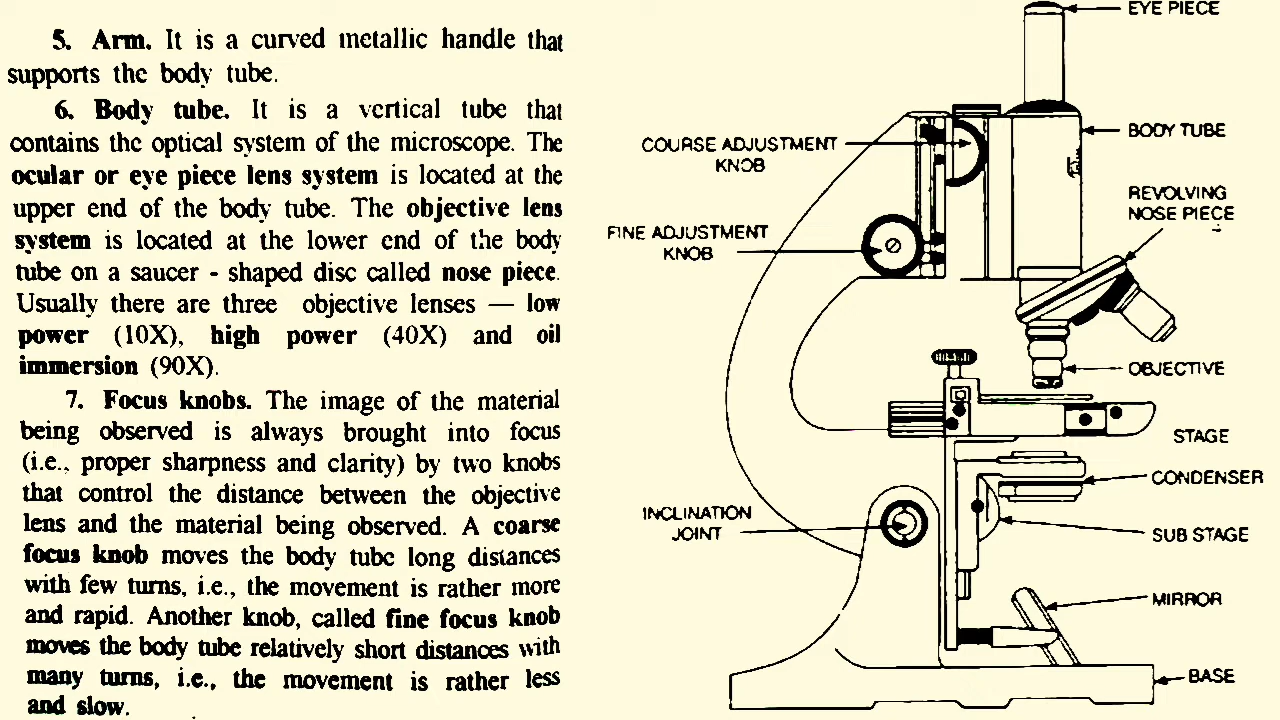 5. Arm. It is a curved metallic handle that
supports the body tube.
6. Body tube. It is a vertical tube that
contains the optical system of the microscope. The
ocular or eye piece lens system is located at the
upper end of the body tube. The objective lens
system is located at the lower end of the body
tube on a saucer - shaped disc called nose piece.
Usually there are three objective lenses — low
power (10X), high power (40X) and oil
immersion (90X).
7. Focus knobs. The image of the material
being observed is always brought into focus
(i.e., proper sharpness and clarity) by two knobs
that control the distance between the objective
lens and the material being observed. A coarse
focus knob moves the body tube long distances
with few turns, i.e., the movement is rather more
and rapid. Another knob, called fine focus knob
moves the body tube relatively short distances with
many turns, i.e., the movement is rather less
and slow.
EYE PIECE
BODY TUBE
COURSE ADJUSTMENT
KNOB
REVOLVING
NOSE PIECE
FINE ADJUSTMENT
KNOB
OBJECTIVE
STAGE
CONDENSER
INCLINATION
JOINT
SUB STAGE
MIRROR
BASE